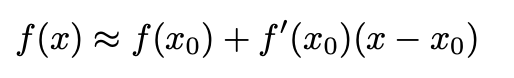 f(x) ≈ f(x₀) + f′(x₀)(x − x₀)